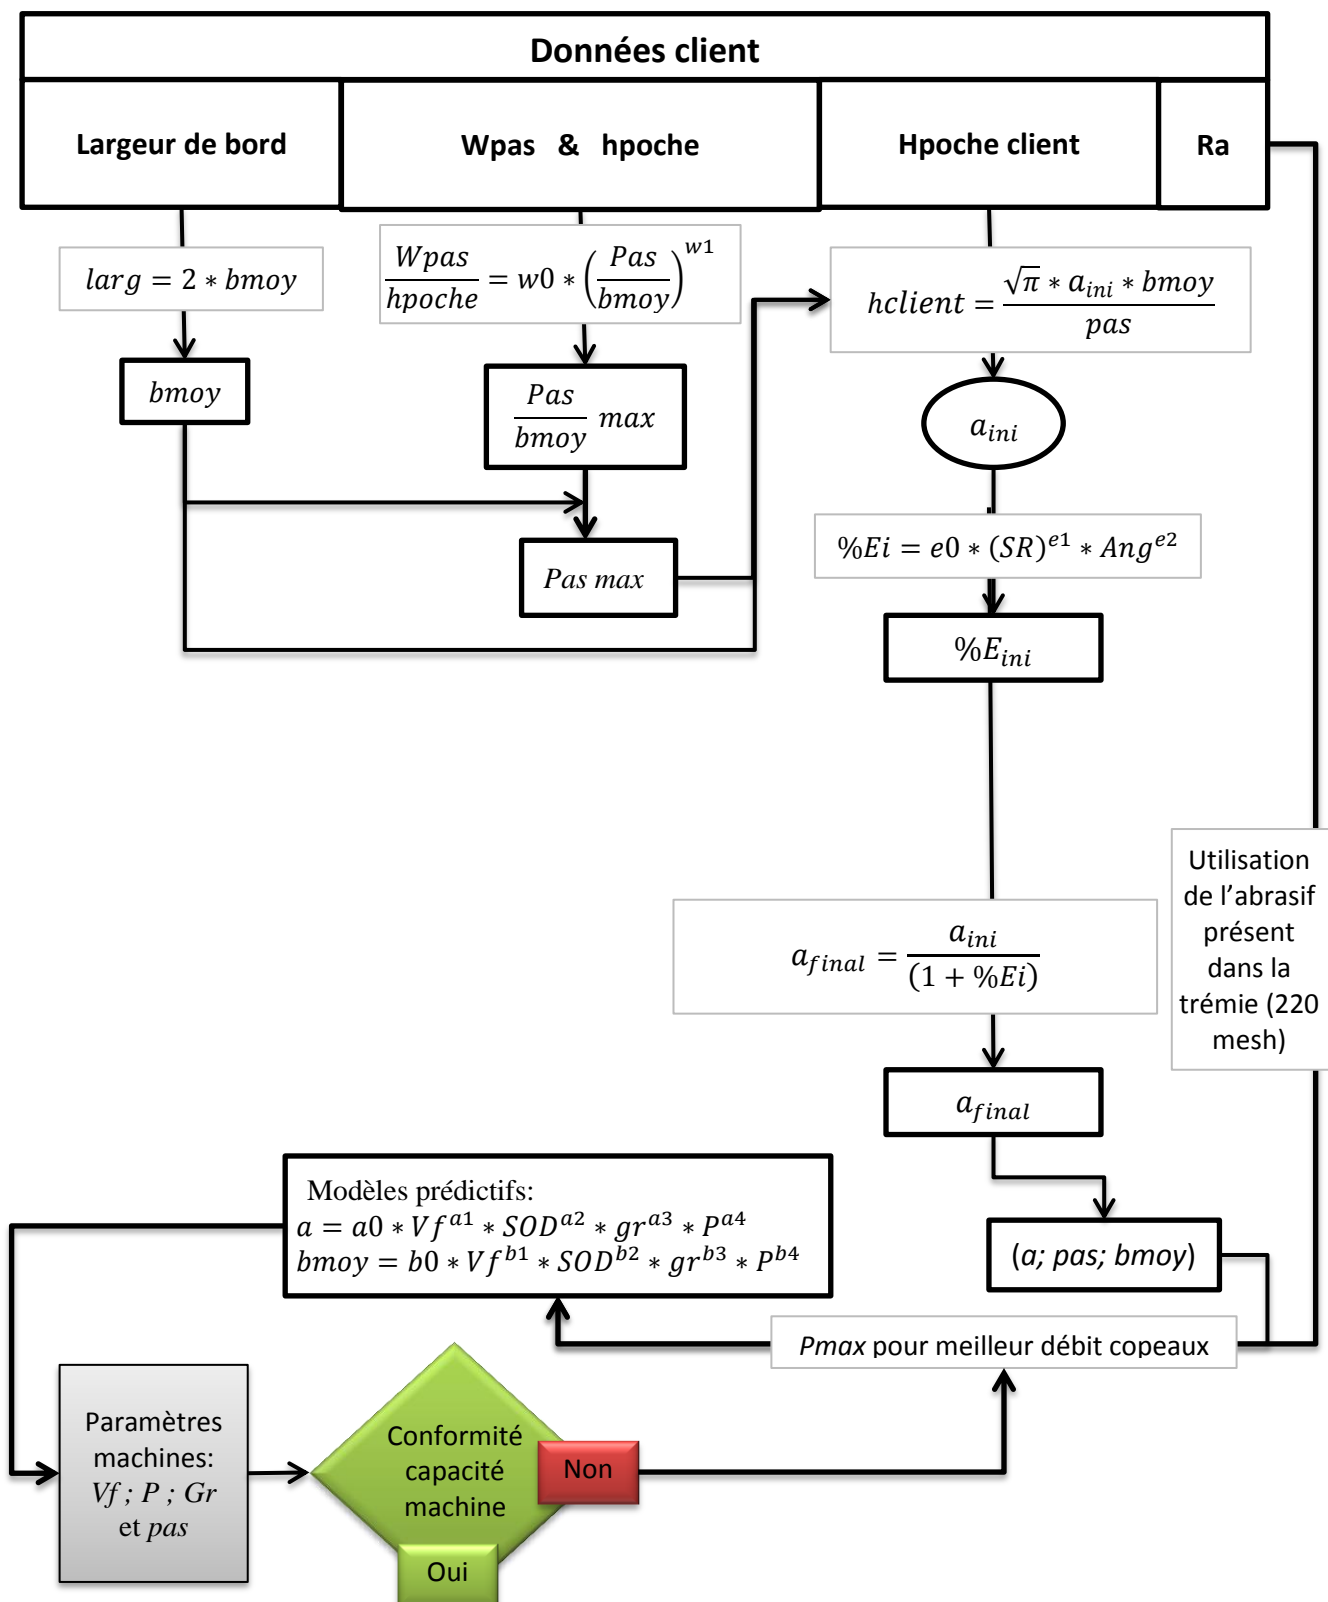 Données client
Largeur de bord
Wpas & hpoche
Hpoche client
Ra
larg = 2 * bmoy
Wpas/hpoche = w0 * (Pas/bmoy)^w1
hclient = √π * a_ini * bmoy / pas
bmoy
Pas/bmoy max
a_ini
%Ei = e0 * (SR)^e1 * Ang^e2
Pas max
%E_ini
Utilisation
de l’abrasif
présent
dans la
trémie (220
mesh)
a_final = a_ini / (1 + %Ei)
a_final
Modèles prédictifs:
a = a0 * Vf^a1 * SOD^a2 * gr^a3 * P^a4
bmoy = b0 * Vf^b1 * SOD^b2 * gr^b3 * P^b4
(a; pas; bmoy)
Pmax pour meilleur débit copeaux
Paramètres
machines:
Vf ; P ; Gr
et pas
Conformité
capacité
machine
Non
Oui